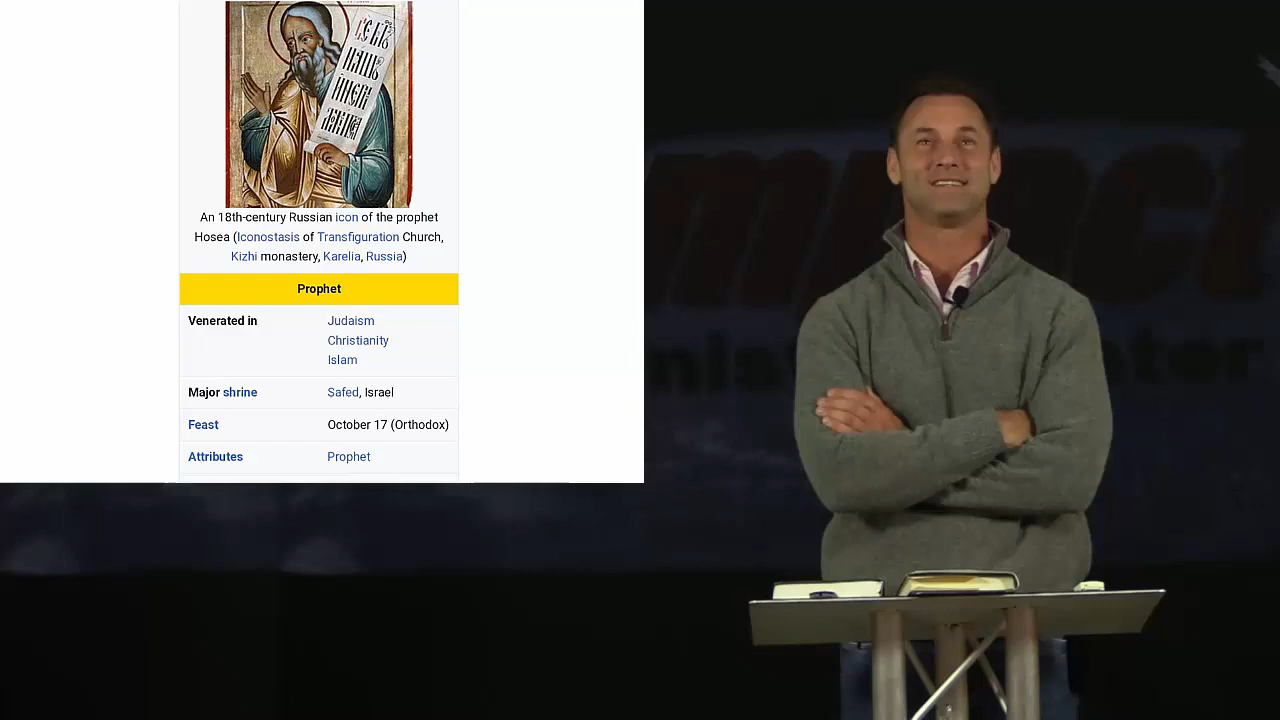 An 18th-century Russian icon of the prophet
Hosea (Iconostasis of Transfiguration Church,
Kizhi monastery, Karelia, Russia)
Prophet
Venerated in Judaism
Christianity
Islam
Major shrine Safed, Israel
Feast October 17 (Orthodox)
Attributes Prophet